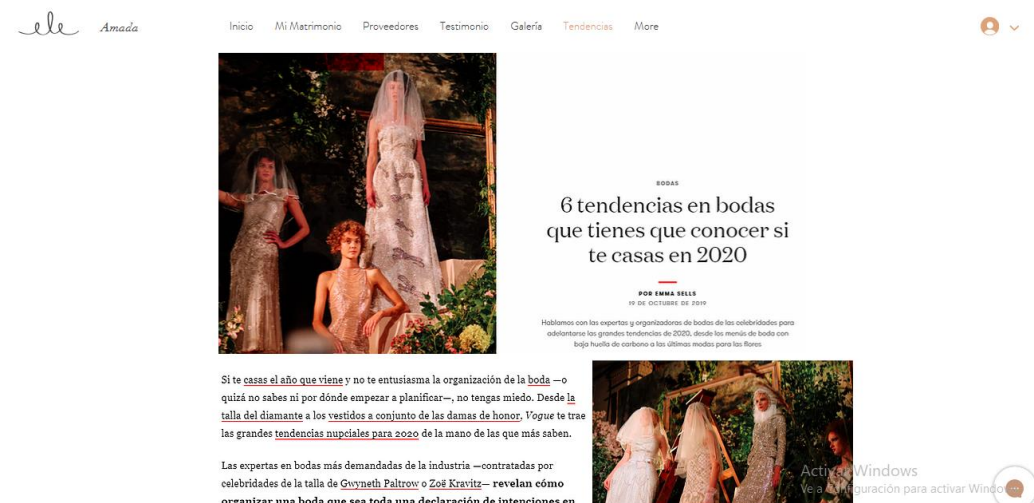 ele Amada
Inicio Mi Matrimonio Proveedores Testimonio Galería Tendencias More
BODAS
6 tendencias en bodas
que tienes que conocer si
te casas en 2020
POR EMMA SELLS
19 DE OCTUBRE DE 2019
Hablamos con las expertas y organizadoras de bodas de las celebridades para
adelantarse las grandes tendencias de 2020, desde los menús de boda con
baja huella de carbono a las últimas modas para las flores
Si te casas el año que viene y no te entusiasma la organización de la boda —o
quizá no sabes ni por dónde empezar a planificar—, no tengas miedo. Desde la
talla del diamante a los vestidos a conjunto de las damas de honor, Vogue te trae
las grandes tendencias nupciales para 2020 de la mano de las que más saben.
Las expertas en bodas más demandadas de la industria —contratadas por
celebridades de la talla de Gwyneth Paltrow o Zoë Kravitz— revelan cómo
organizar una boda que sea toda una declaración de intenciones en
Activar Windows
Ve a Configuración para activar Windows